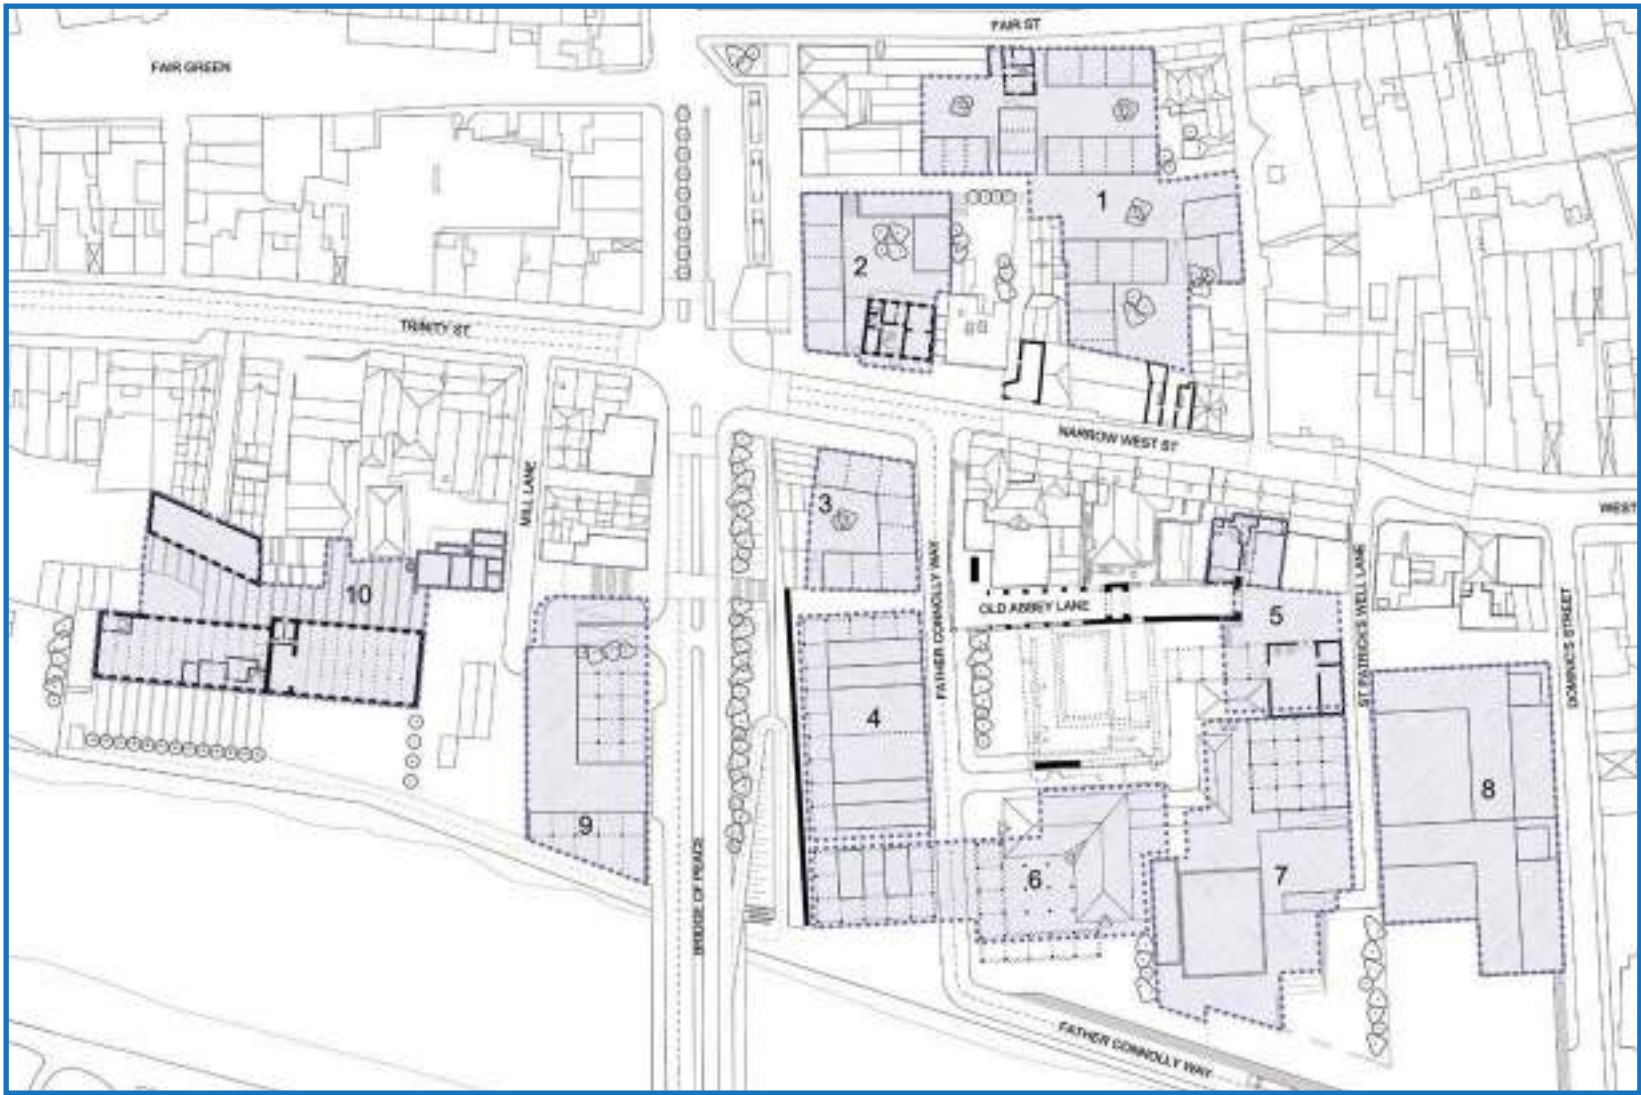 FAIR ST
FAIR GREEN
1
2
TRINITY ST
NARROW WEST ST
MILL LANE
3
WEST
FATHER CONNOLLY WAY
OLD ABBEY LANE
ST PATRICK'S WELL LANE
DOMINIC'S STREET
10
5
4
8
9
6
7
BRIDGE OF PEACE
FATHER CONNOLLY WAY